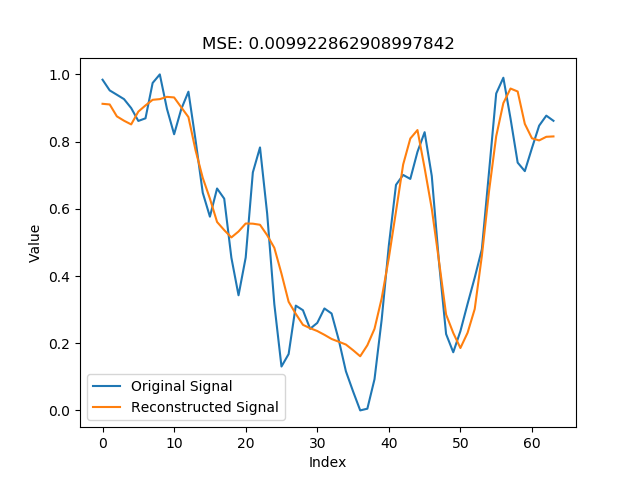 MSE: 0.009922862908997842
1.0
0.8
0.6
0.4
0.2
0.0
Value
Original Signal
Reconstructed Signal
0 10 20 30 40 50 60
Index